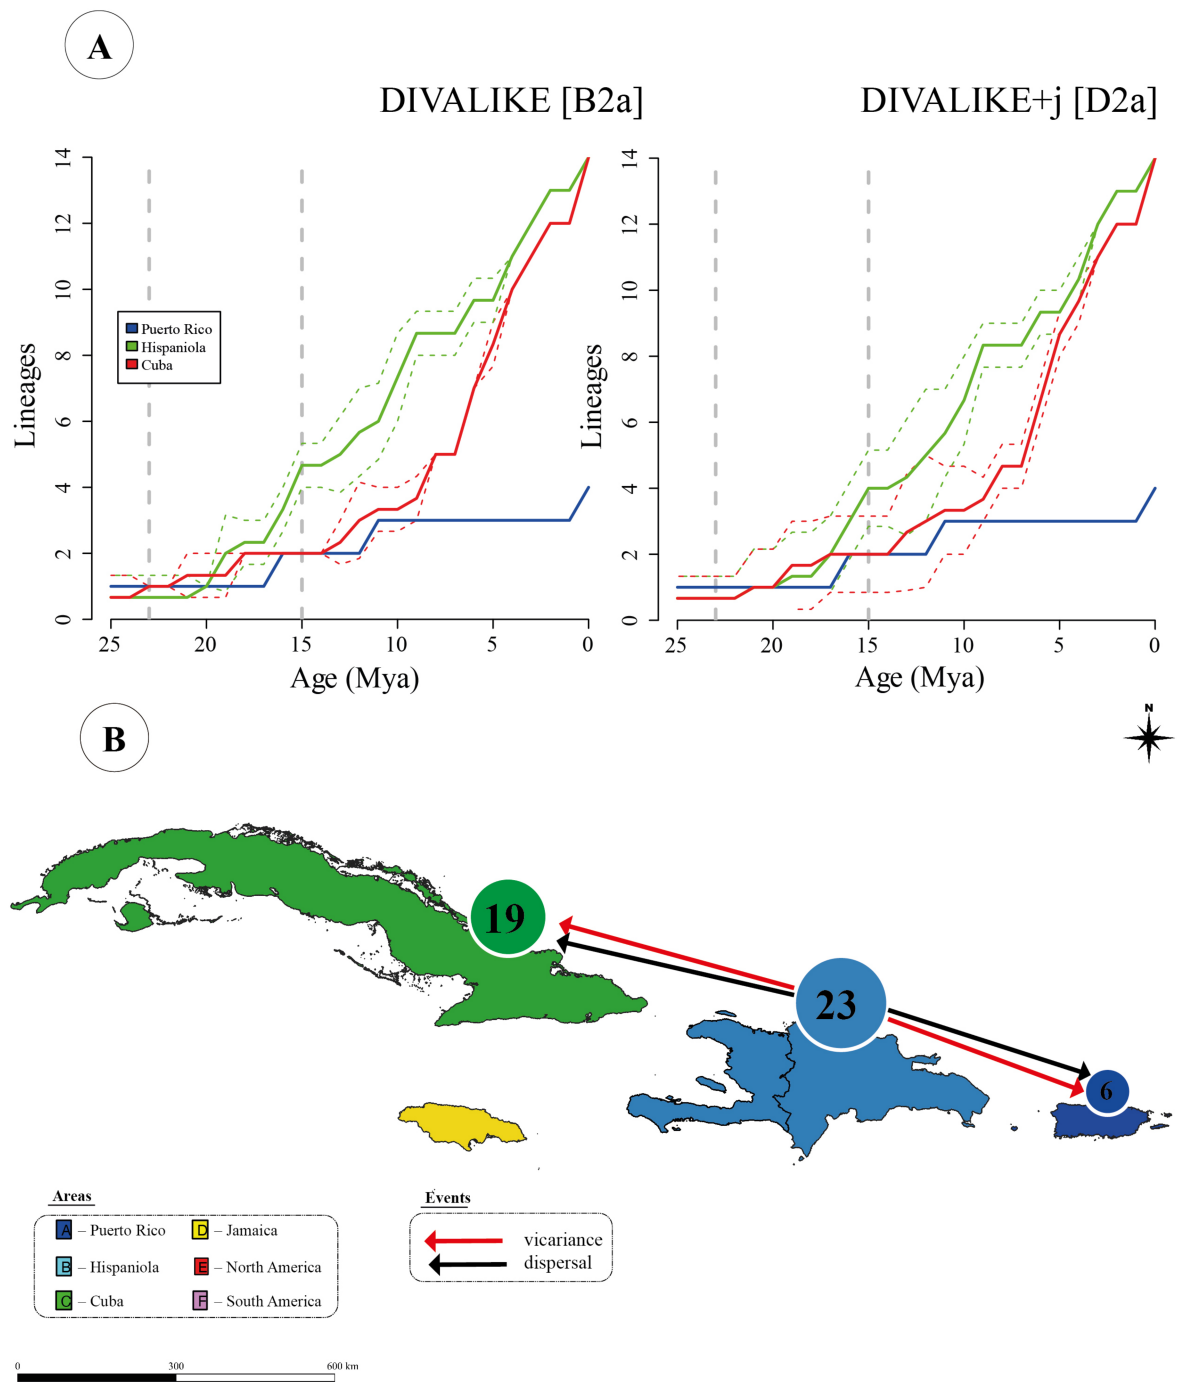 A
DIVALIKE [B2a]
DIVALIKE+j [D2a]
Lineages
14
12
10
8
6
4
2
0
Puerto Rico
Hispaniola
Cuba
25
20
15
10
5
0
Age (Mya)
Lineages
14
12
10
8
6
4
2
0
25
20
15
10
5
0
Age (Mya)
B
N
19
23
6
Areas
A – Puerto Rico
B – Hispaniola
C – Cuba
D – Jamaica
E – North America
F – South America
Events
vicariance
dispersal
0 300 600 km